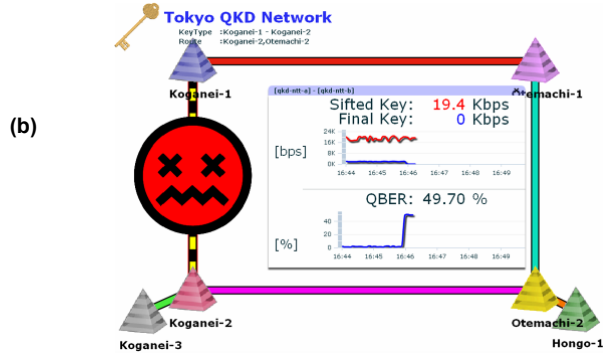 Tokyo QKD Network
KeyType :Koganei-1 - Koganei-2
Route :Koganei-2,Otemachi-2
Koganei-1
Otemachi-1
(b)
[qkd-ntt-a] - [qkd-ntt-b]
Sifted Key: 19.4 Kbps
Final Key: 0 Kbps
[bps]
24K
16K
8K
0K
16:44 16:45 16:46 16:47 16:48 16:49
QBER: 49.70 %
[%]
40
20
0
16:44 16:45 16:46 16:47 16:48 16:49
Koganei-2
Otemachi-2
Koganei-3
Hongo-1